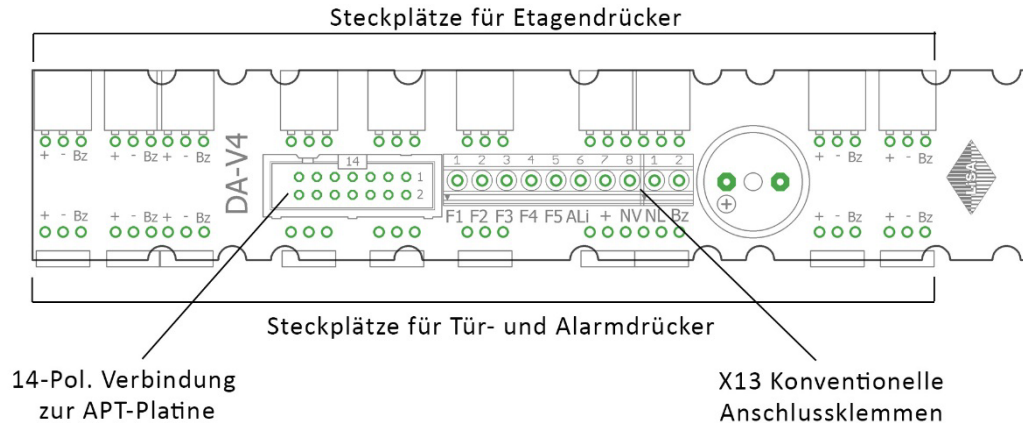 Steckplätze für Etagendrücker
+ - Bz + - Bz + - Bz + - Bz + - Bz
DA-V4
14
1
2
1 2 3 4 5 6 7 8 1 2
F1 F2 F3 F4 F5 ALi + NV NL Bz
LiSA
+ - Bz + - Bz + - Bz + - Bz + - Bz
Steckplätze für Tür- und Alarmdrücker
14-Pol. Verbindung
zur APT-Platine
X13 Konventionelle
Anschlussklemmen